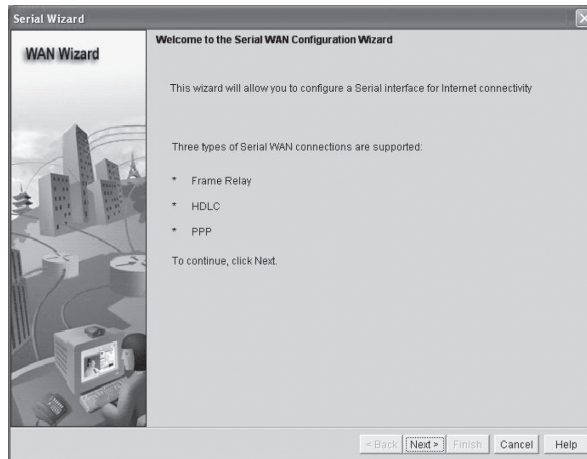 Serial Wizard
WAN Wizard
Welcome to the Serial WAN Configuration Wizard
This wizard will allow you to configure a Serial interface for Internet connectivity
Three types of Serial WAN connections are supported:
* Frame Relay
* HDLC
* PPP
To continue, click Next.
< Back Next > Finish Cancel Help